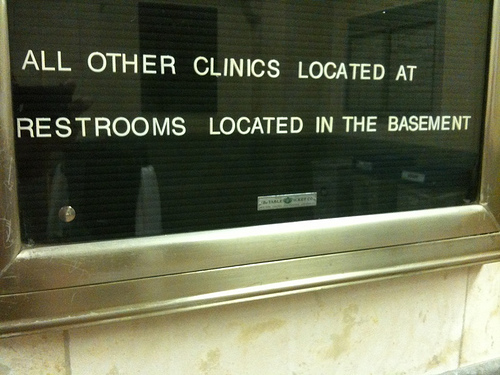 ALL OTHER CLINICS LOCATED AT
RESTROOMS LOCATED IN THE BASEMENT